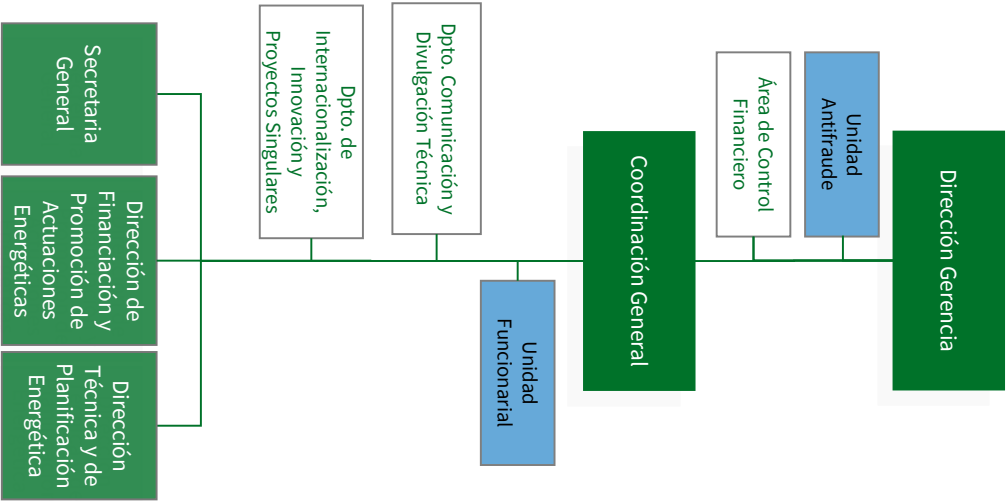 Dirección Gerencia
Unidad
Antifraude
Área de Control
Financiero
Coordinación General
Unidad
Funcionarial
Dpto. Comunicación y
Divulgación Técnica
Dpto. de
Internacionalización,
Innovación y
Proyectos Singulares
Secretaria
General
Dirección de
Financiación y
Promoción de
Actuaciones
Energéticas
Dirección
Técnica y de
Planificación
Energética